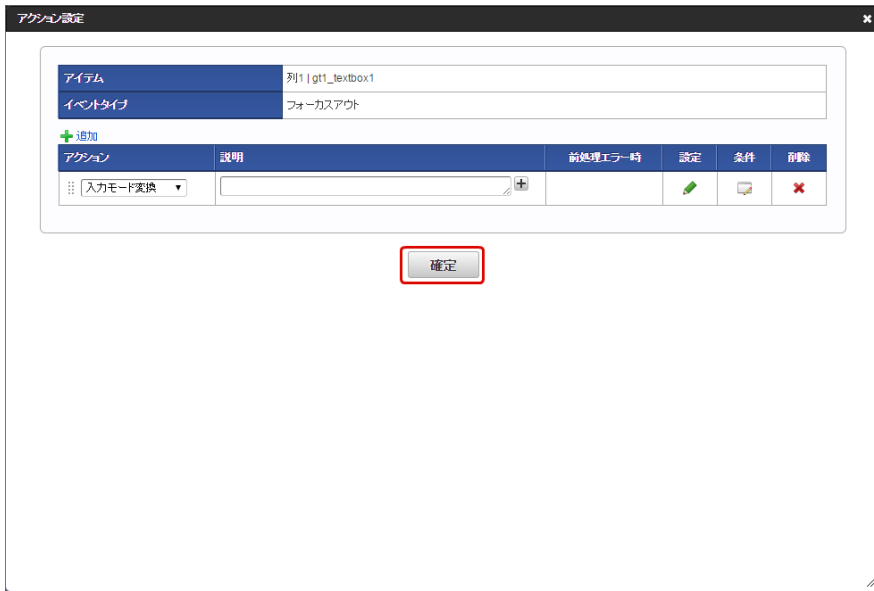 アクション設定
アイテム 列1 | gt1_textbox1
イベントタイプ フォーカスアウト
追加
アクション 説明 前処理エラー時 設定 条件 削除
入力モード変換
確定